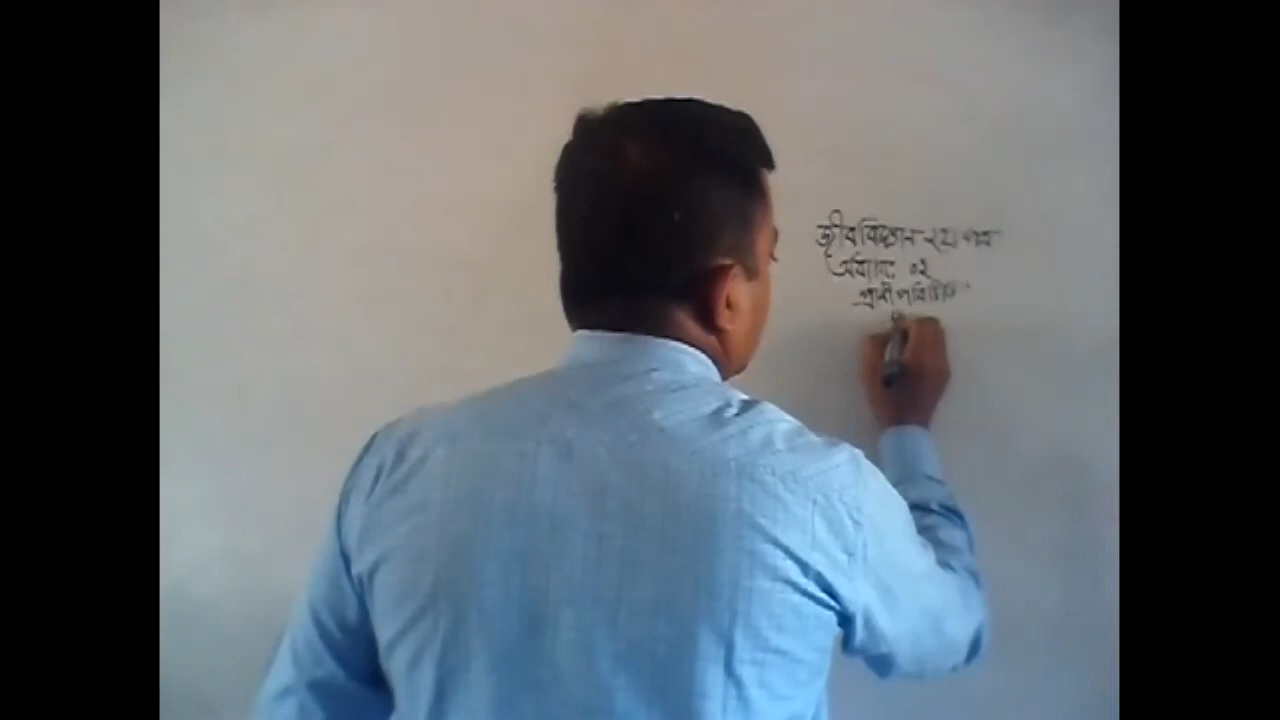 জীববিজ্ঞান ২য় পত্র
অধ্যায়: ০২
প্রাণী পরিচিতি